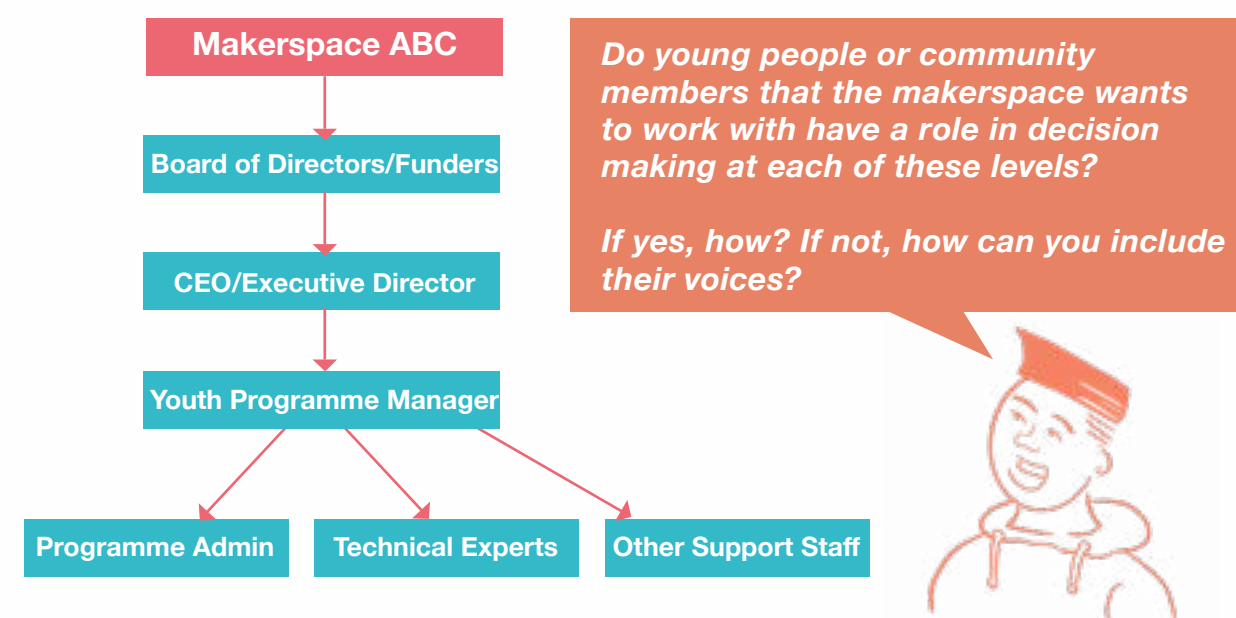 Makerspace ABC
Board of Directors/Funders
CEO/Executive Director
Youth Programme Manager
Programme Admin
Technical Experts
Other Support Staff
Do young people or community
members that the makerspace wants
to work with have a role in decision
making at each of these levels?
If yes, how? If not, how can you include
their voices?